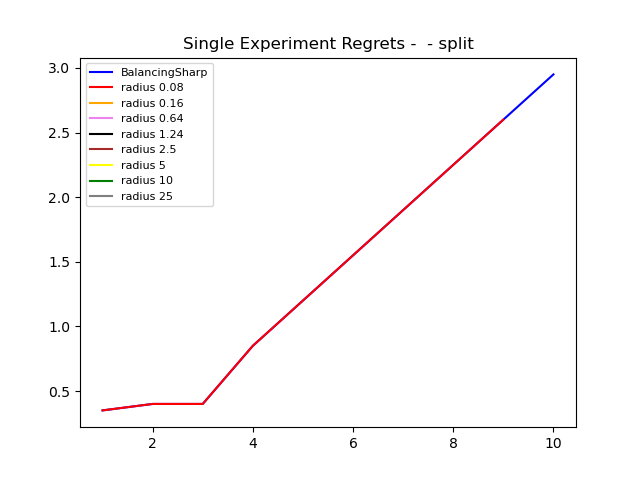 Single Experiment Regrets -  - split
3.0
2.5
2.0
1.5
1.0
0.5
BalancingSharp
radius 0.08
radius 0.16
radius 0.64
radius 1.24
radius 2.5
radius 5
radius 10
radius 25
2
4
6
8
10